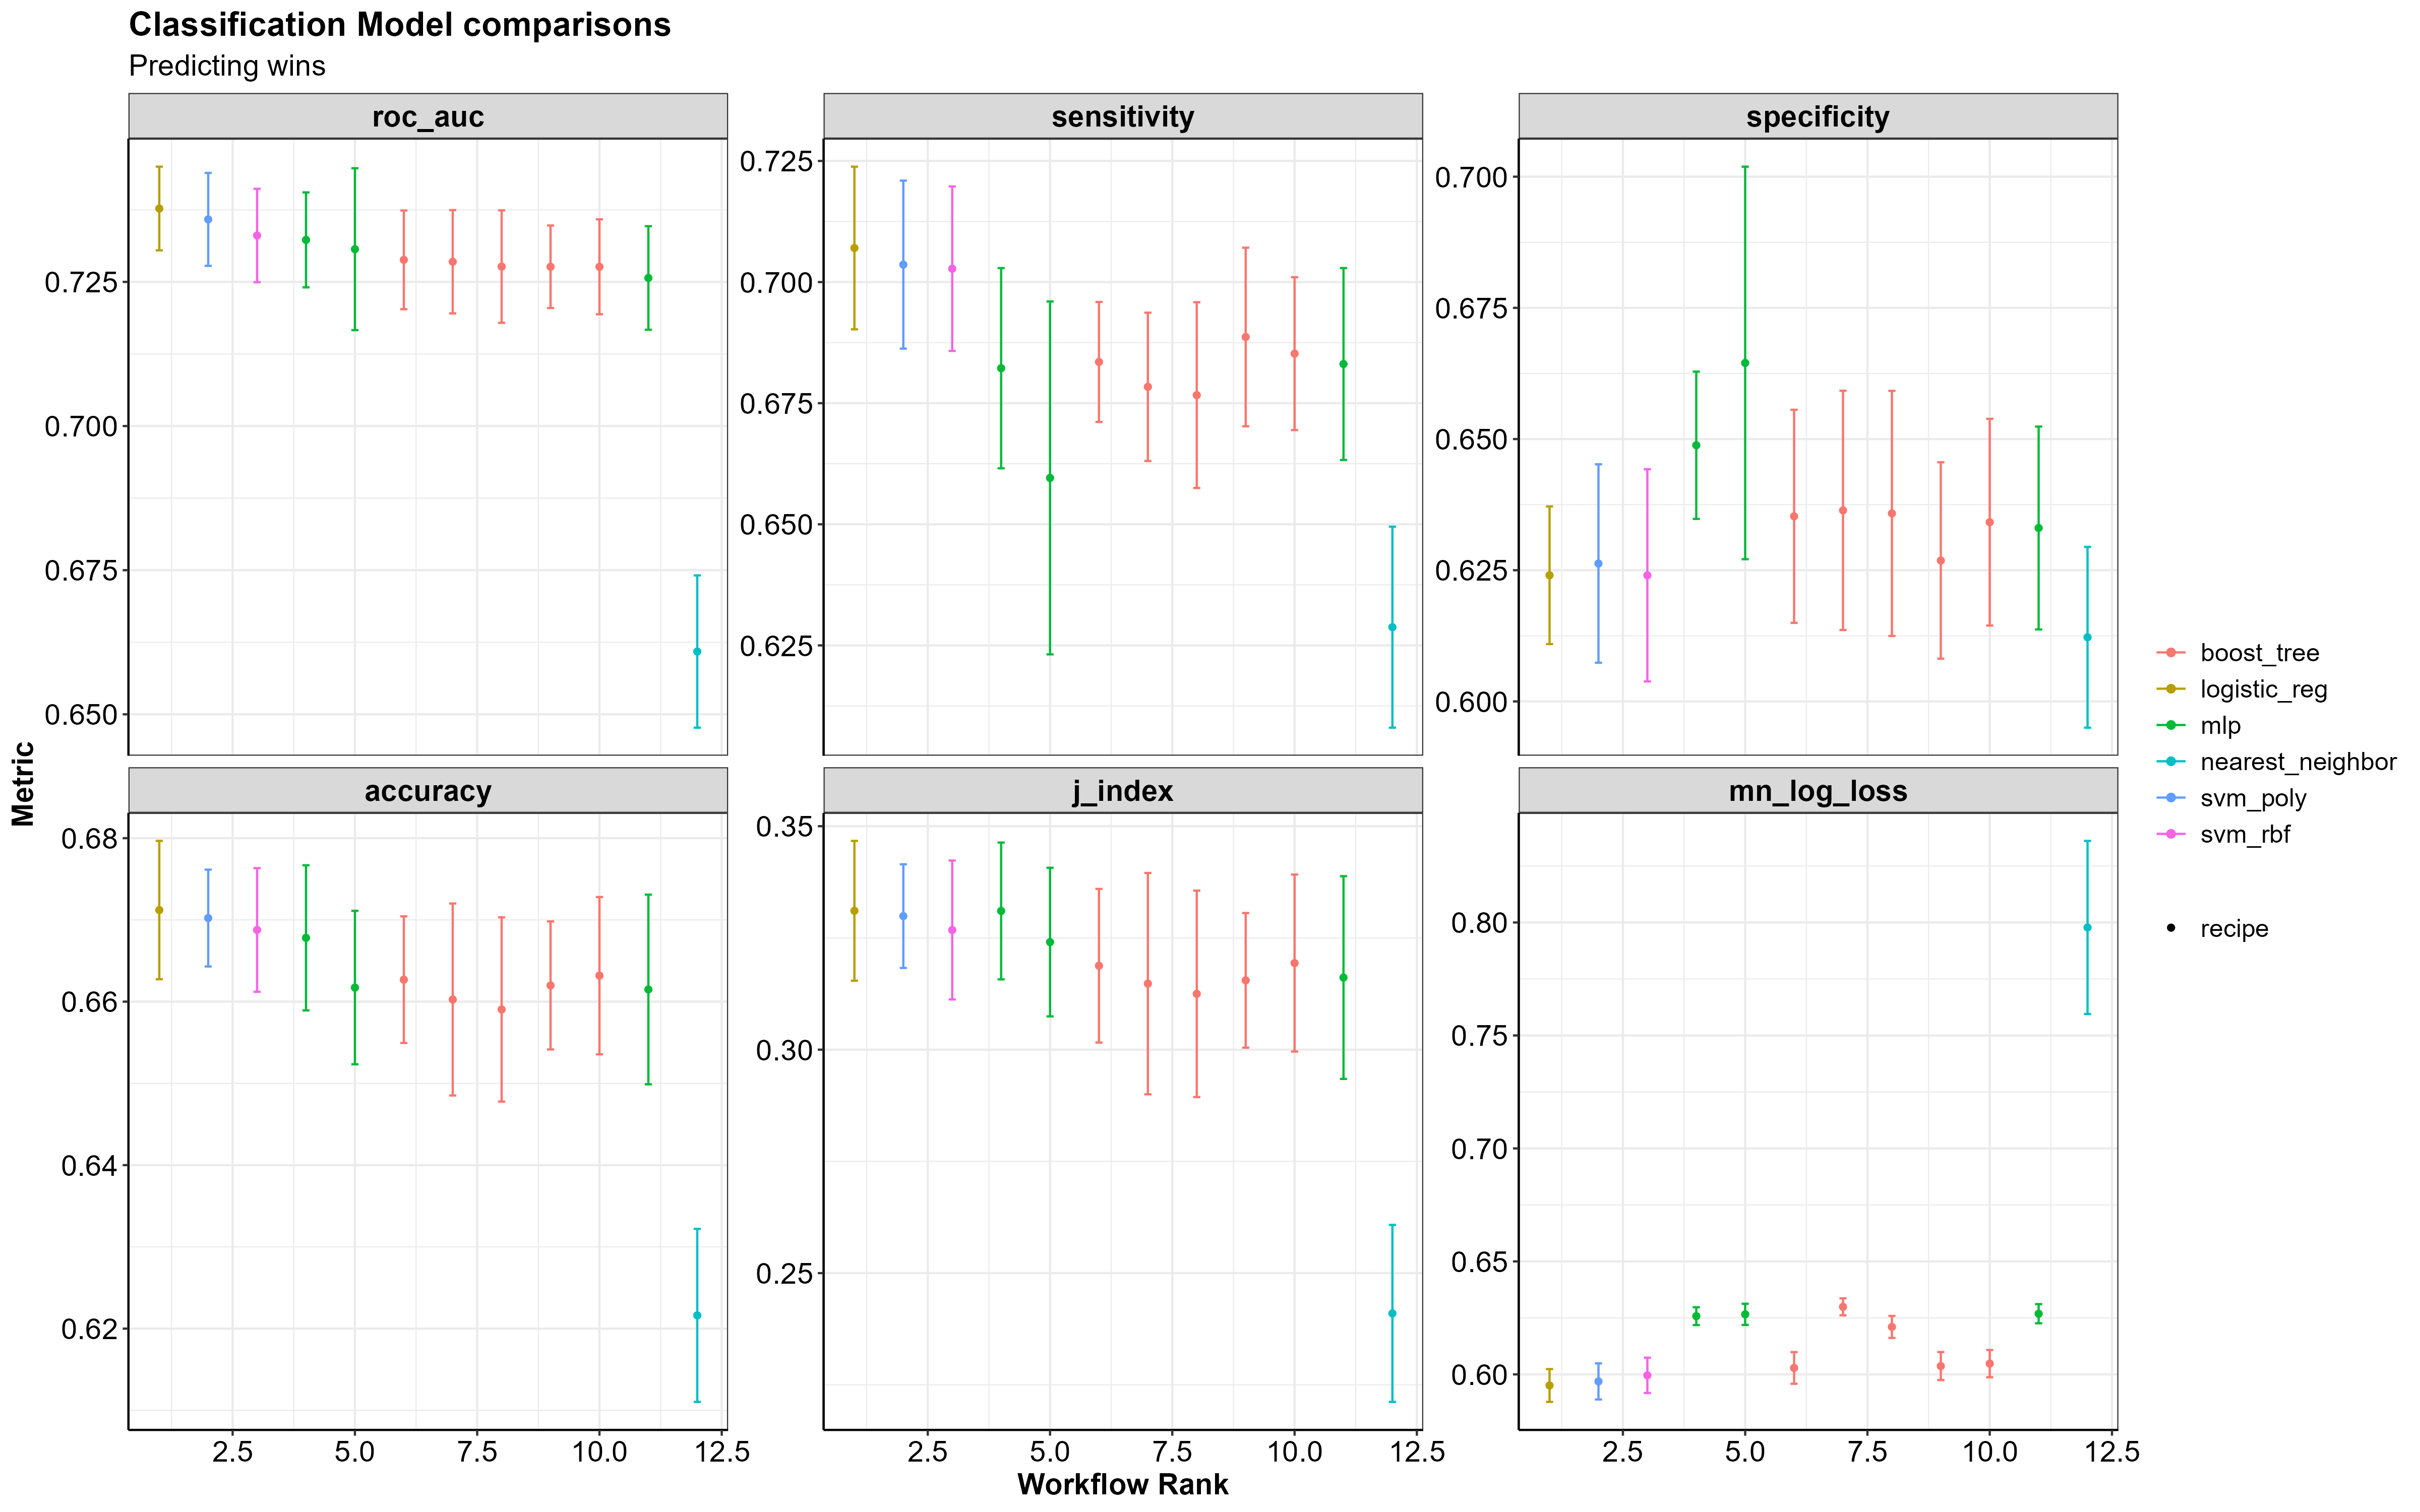 Classification Model comparisons
Predicting wins
roc_auc
sensitivity
specificity
0.725
0.700
0.675
0.650
0.725
0.700
0.675
0.650
0.625
0.700
0.675
0.650
0.625
0.600
Metric
accuracy
j_index
mn_log_loss
0.68
0.66
0.64
0.62
0.35
0.30
0.25
0.80
0.75
0.70
0.65
0.60
2.5 5.0 7.5 10.0 12.5
2.5 5.0 7.5 10.0 12.5
2.5 5.0 7.5 10.0 12.5
Workflow Rank
boost_tree
logistic_reg
mlp
nearest_neighbor
svm_poly
svm_rbf
recipe